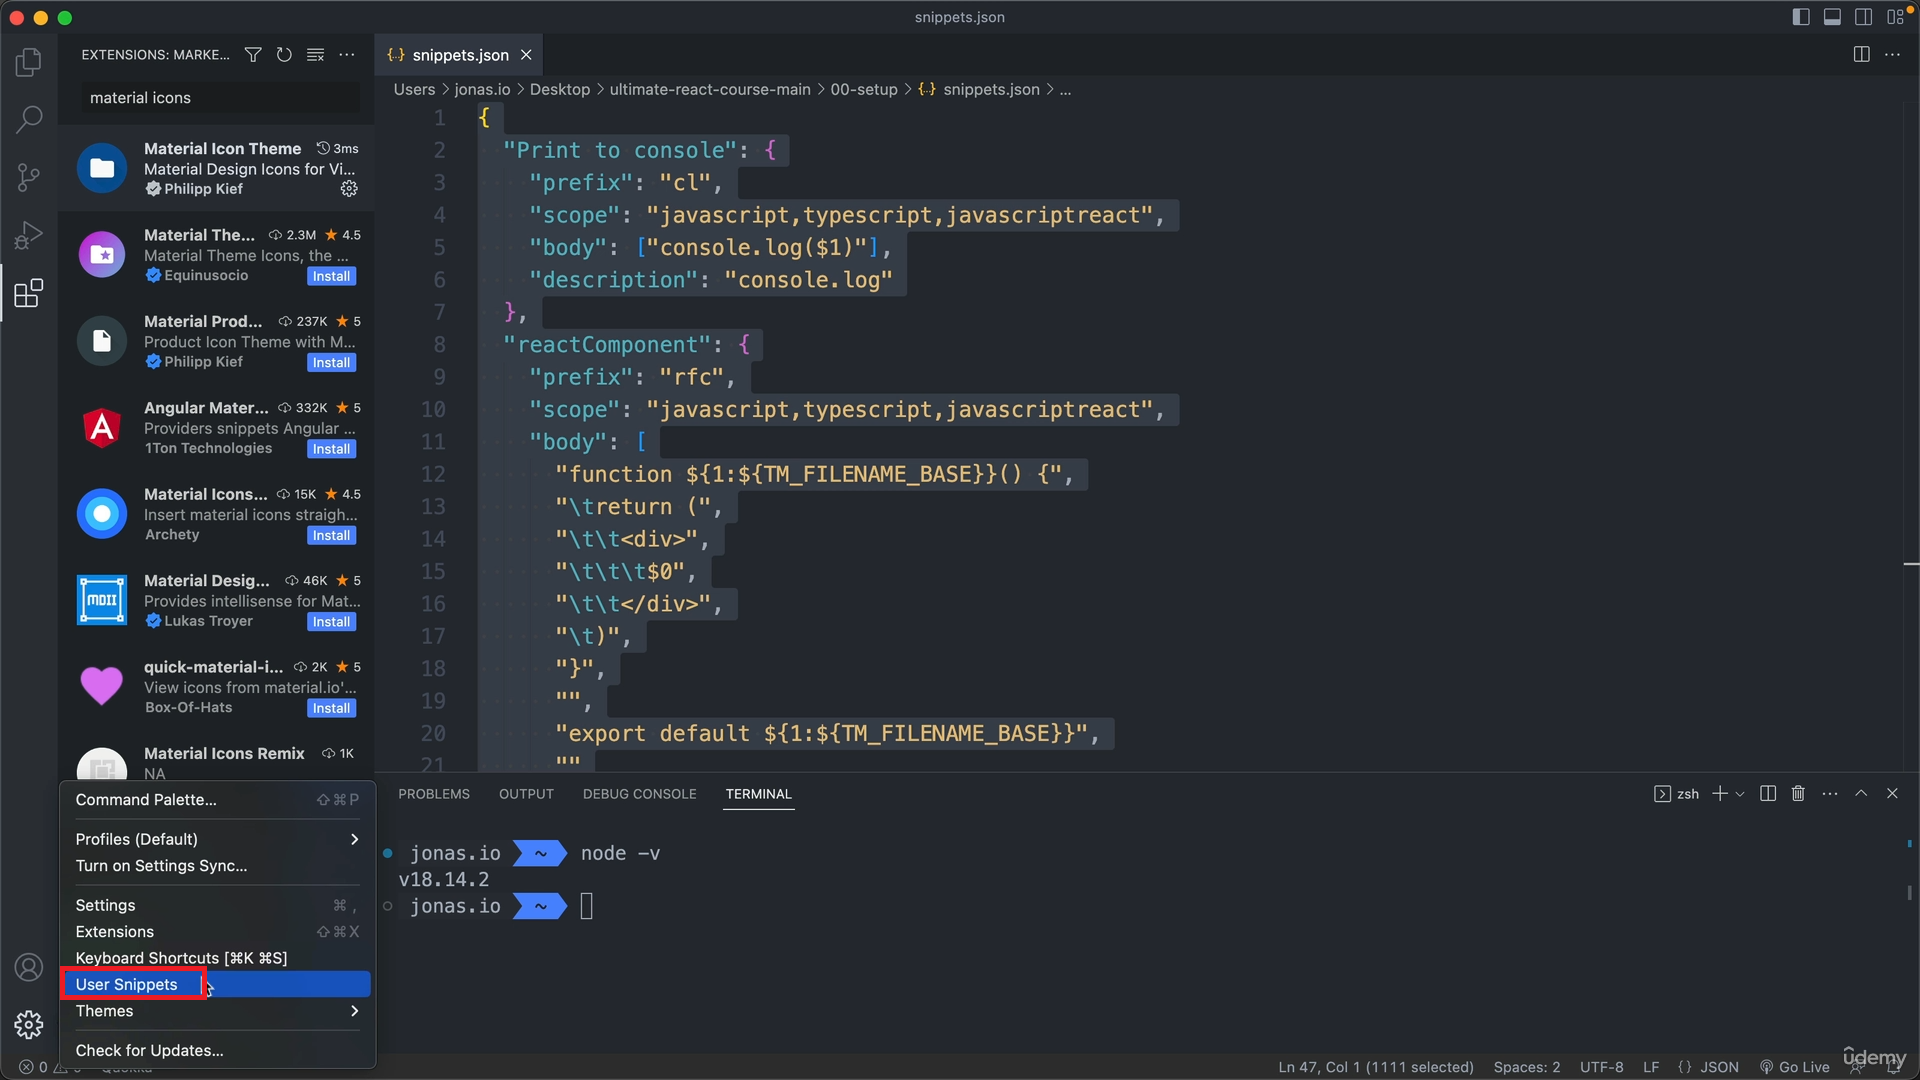 snippets.json
EXTENSIONS: MARKE...
material icons
Material Icon Theme 3ms
Material Design Icons for Vi...
Philipp Kief
Material The... 2.3M 4.5
Material Theme Icons, the ...
Equinusocio Install
Material Prod... 237K 5
Product Icon Theme with M...
Philipp Kief Install
Angular Mater... 332K 5
Providers snippets Angular ...
1Ton Technologies Install
Material Icons... 15K 4.5
Insert material icons straigh...
Archety Install
MDII
Material Desig... 46K 5
Provides intellisense for Mat...
Lukas Troyer Install
quick-material-i... 2K 5
View icons from material.io'...
Box-Of-Hats Install
Material Icons Remix 1K
NA
Command Palette... ⇧⌘P
Profiles (Default)
Turn on Settings Sync...
Settings ⌘ ,
Extensions ⇧⌘X
Keyboard Shortcuts [⌘K ⌘S]
User Snippets
Themes
Check for Updates...
{..} snippets.json
Users > jonas.io > Desktop > ultimate-react-course-main > 00-setup > {..} snippets.json > ...
1 {
2 "Print to console": {
3 "prefix": "cl",
4 "scope": "javascript,typescript,javascriptreact",
5 "body": ["console.log($1)"],
6 "description": "console.log"
7 },
8 "reactComponent": {
9 "prefix": "rfc",
10 "scope": "javascript,typescript,javascriptreact",
11 "body": [
12 "function ${1:${TM_FILENAME_BASE}}() {",
13 "\treturn (",
14 "\t\t<div>",
15 "\t\t\t$0",
16 "\t\t</div>",
17 "\t)",
18 "}",
19 "",
20 "export default ${1:${TM_FILENAME_BASE}}",
21 ""
PROBLEMS OUTPUT DEBUG CONSOLE TERMINAL zsh
jonas.io ~ node -v
v18.14.2
jonas.io ~
0 Ln 47, Col 1 (1111 selected) Spaces: 2 UTF-8 LF {} JSON Go Live
ûdemy